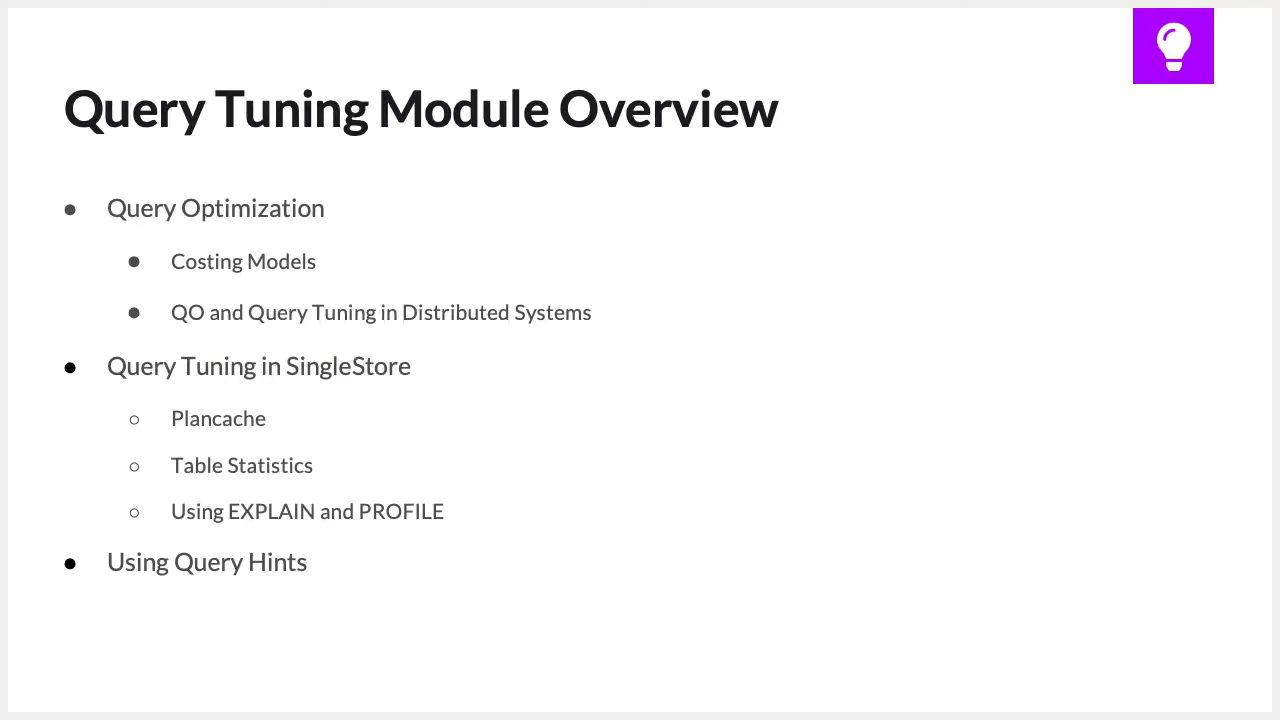 Query Tuning Module Overview
● Query Optimization
● Costing Models
● QO and Query Tuning in Distributed Systems
● Query Tuning in SingleStore
○ Plancache
○ Table Statistics
○ Using EXPLAIN and PROFILE
● Using Query Hints